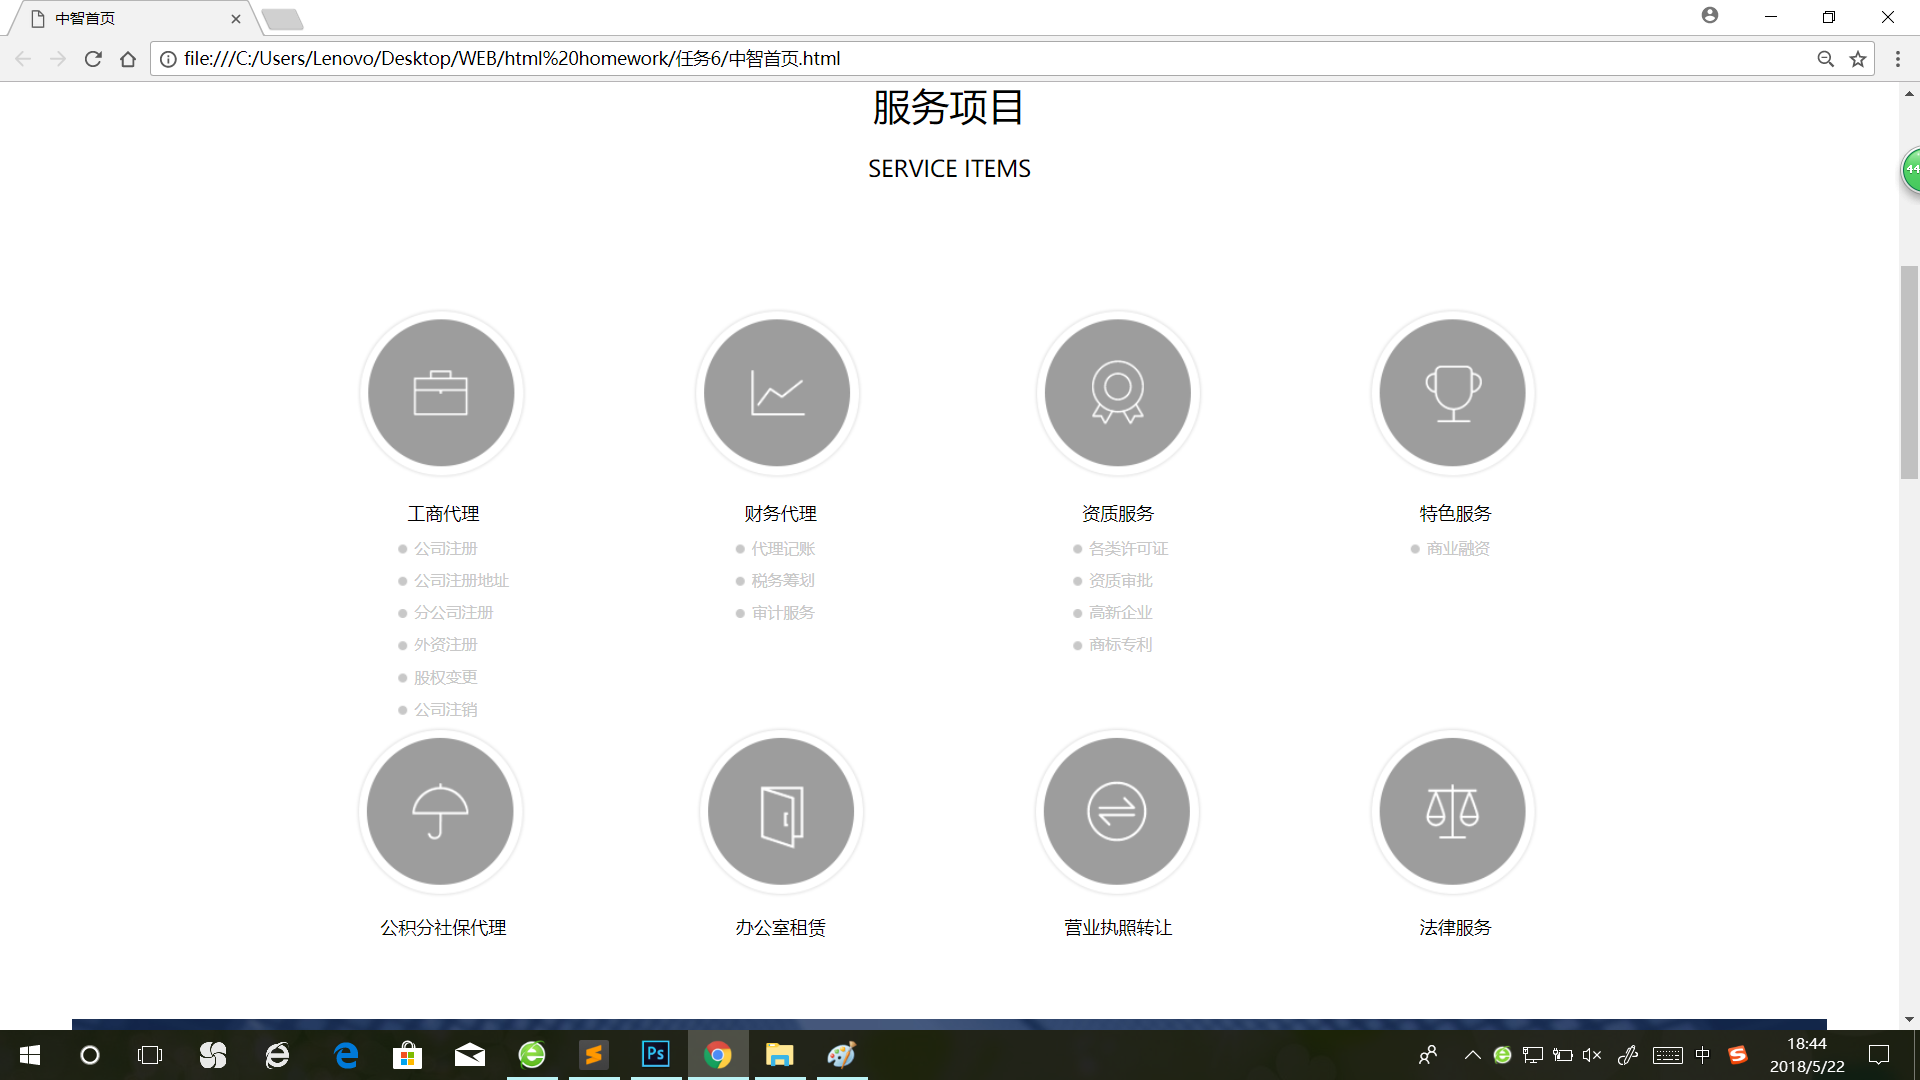 中智首页
file:///C:/Users/Lenovo/Desktop/WEB/html%20homework/任务6/中智首页.html
服务项目
SERVICE ITEMS
44
工商代理
公司注册
公司注册地址
分公司注册
外资注册
股权变更
公司注销
财务代理
代理记账
税务筹划
审计服务
资质服务
各类许可证
资质审批
高新企业
商标专利
特色服务
商业融资
公积分社保代理
办公室租赁
营业执照转让
法律服务
Ps
中
18:44
2018/5/22